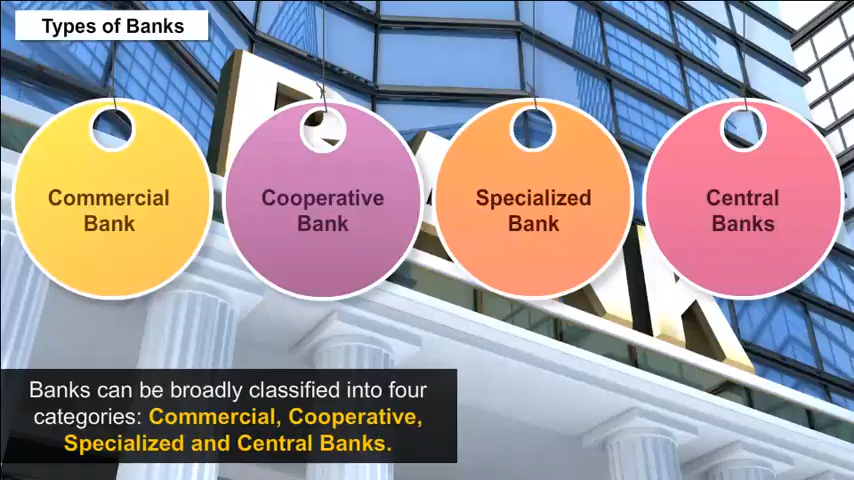 Types of Banks
Commercial
Bank
Cooperative
Bank
Specialized
Bank
Central
Banks
BANK
Banks can be broadly classified into four
categories: Commercial, Cooperative,
Specialized and Central Banks.